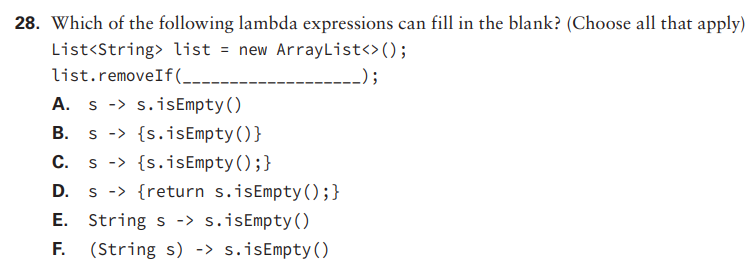 28. Which of the following lambda expressions can fill in the blank? (Choose all that apply)
List<String> list = new ArrayList<>();
list.removeIf(___________________);
A. s -> s.isEmpty()
B. s -> {s.isEmpty()}
C. s -> {s.isEmpty();}
D. s -> {return s.isEmpty();}
E. String s -> s.isEmpty()
F. (String s) -> s.isEmpty()